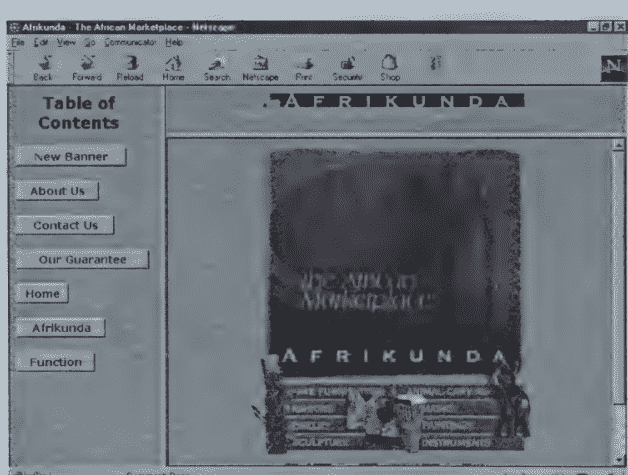 Afrikunda - The African Marketplace - Netscape
File Edit View Go Communicator Help
Back Forward Reload Home Search Netscape Print Security Shop
N
Table of
Contents
New Banner
About Us
Contact Us
Our Guarantee
Home
Afrikunda
Function
AFRIKUNDA
The African
Marketplace
AFRIKUNDA
SCULPTURE
PAINTINGS
INSTRUMENTS